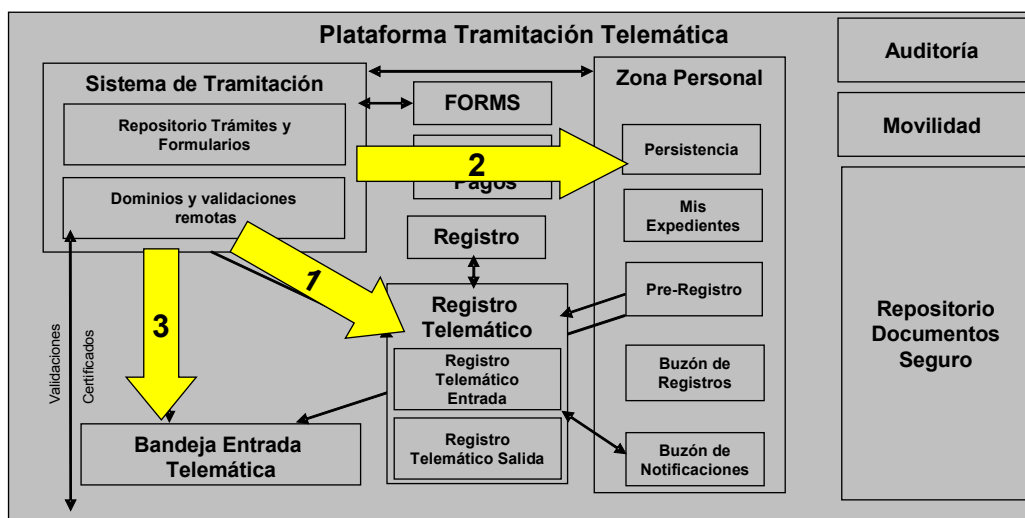 Plataforma Tramitación Telemática
Sistema de Tramitación
Repositorio Trámites y
Formularios
Dominios y validaciones
remotas
FORMS
2
Pagos
Registro
1
3
Registro
Telemático
Registro
Telemático
Entrada
Registro
Telemático Salida
Bandeja Entrada
Telemática
Validaciones
Certificados
Zona Personal
Persistencia
Mis
Expedientes
Pre-Registro
Buzón de
Registros
Buzón de
Notificaciones
Auditoría
Movilidad
Repositorio
Documentos
Seguro